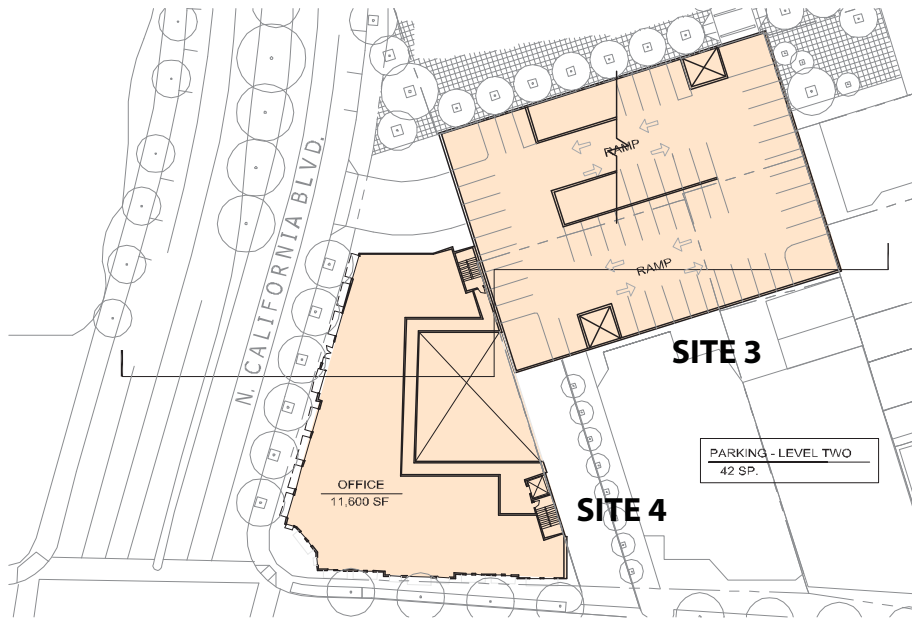 N. CALIFORNIA BLVD.
RAMP
RAMP
SITE 3
PARKING - LEVEL TWO
42 SP.
OFFICE
11,600 SF
SITE 4